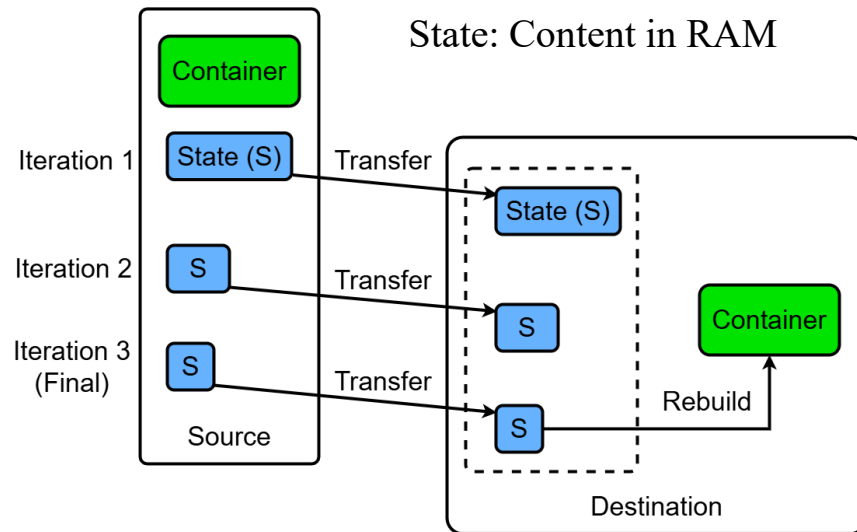 State: Content in RAM
Container
Iteration 1
State (S)
Transfer
State (S)
Iteration 2
S
Transfer
S
Container
Iteration 3
(Final)
S
Transfer
S
Rebuild
Source
Destination